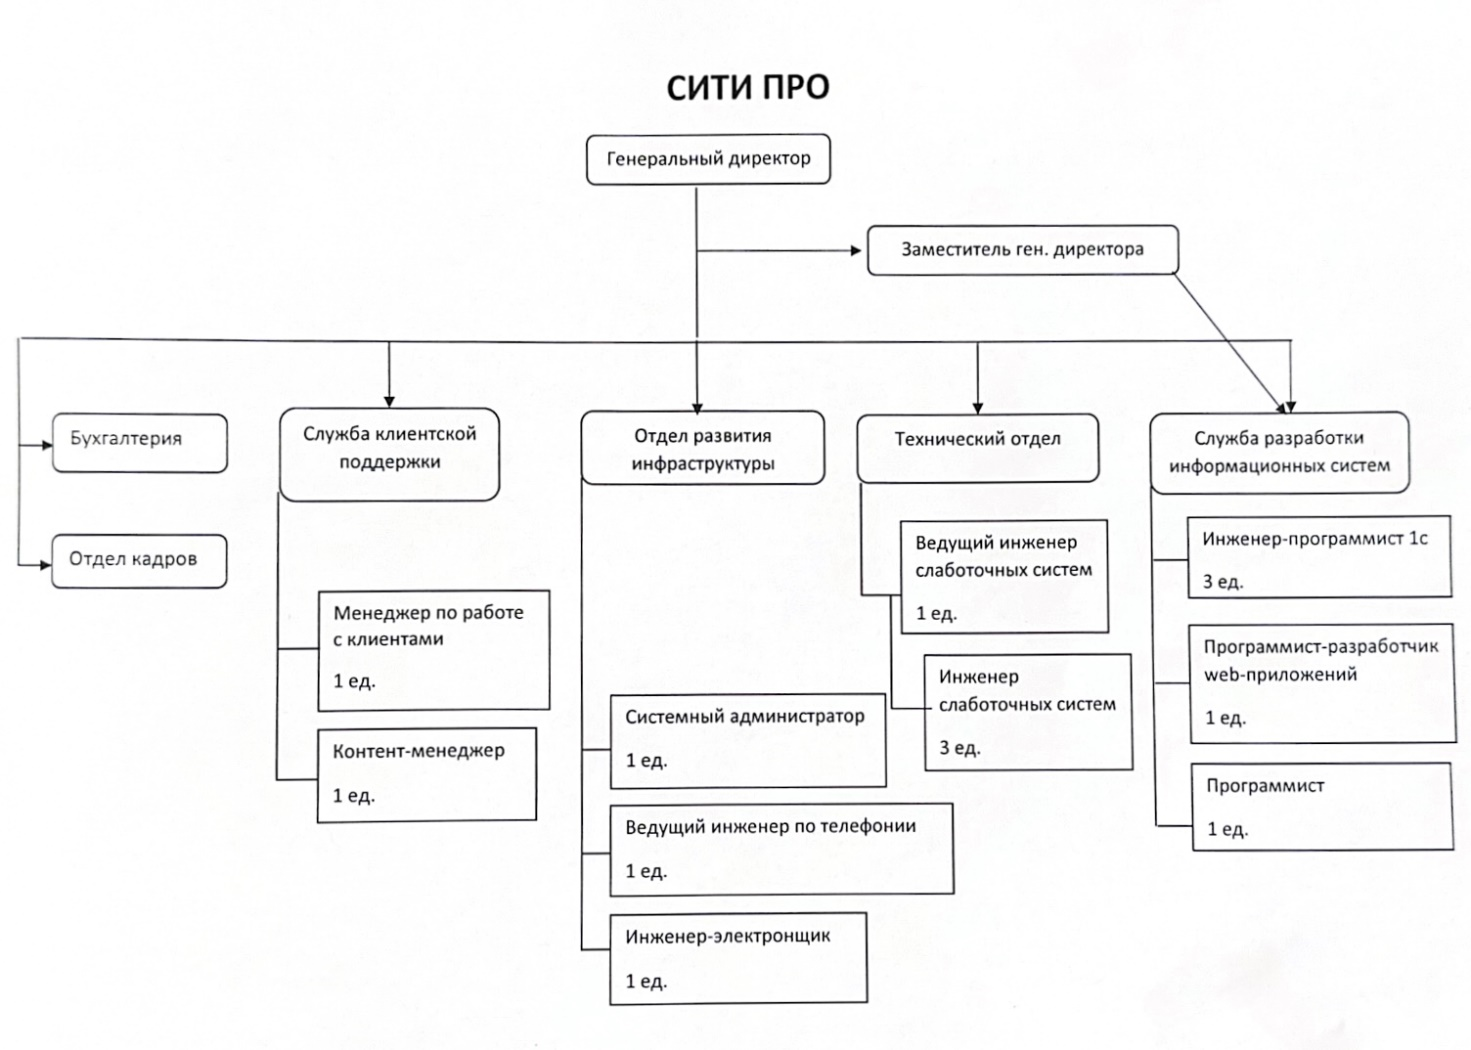 СИТИ ПРО
Генеральный директор
Заместитель ген. директора
Бухгалтерия
Отдел кадров
Служба клиентской
поддержки
Менеджер по работе
с клиентами
1 ед.
Контент-менеджер
1 ед.
Отдел развития
инфраструктуры
Системный администратор
1 ед.
Ведущий инженер по телефонии
1 ед.
Инженер-электронщик
1 ед.
Технический отдел
Ведущий инженер
слаботочных систем
1 ед.
Инженер
слаботочных систем
3 ед.
Служба разработки
информационных систем
Инженер-программист 1с
3 ед.
Программист-разработчик
web-приложений
1 ед.
Программист
1 ед.